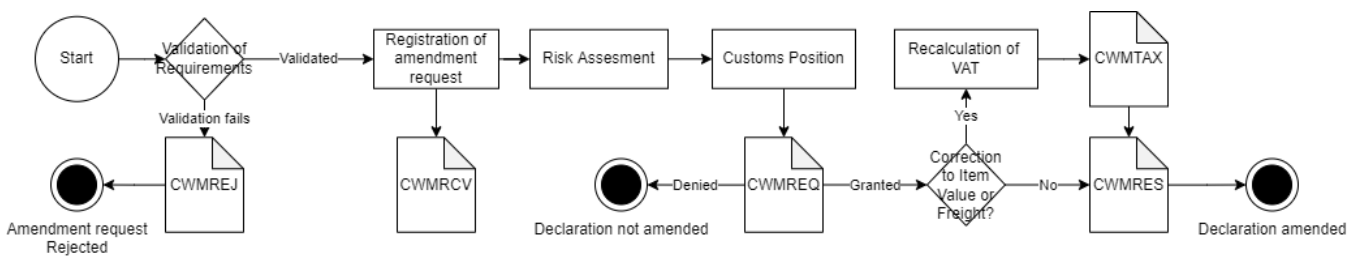 Start
Validation of
Requirements
Validated
Registration of
amendment
request
Risk Assesment
Customs Position
Recalculation of
VAT
CWMTAX
Validation fails
Yes
CWMREJ
CWMRCV
Denied
CWMREQ
Granted
Correction
to Item
Value or
Freight?
No
CWMRES
Amendment request
Rejected
Declaration not amended
Declaration amended